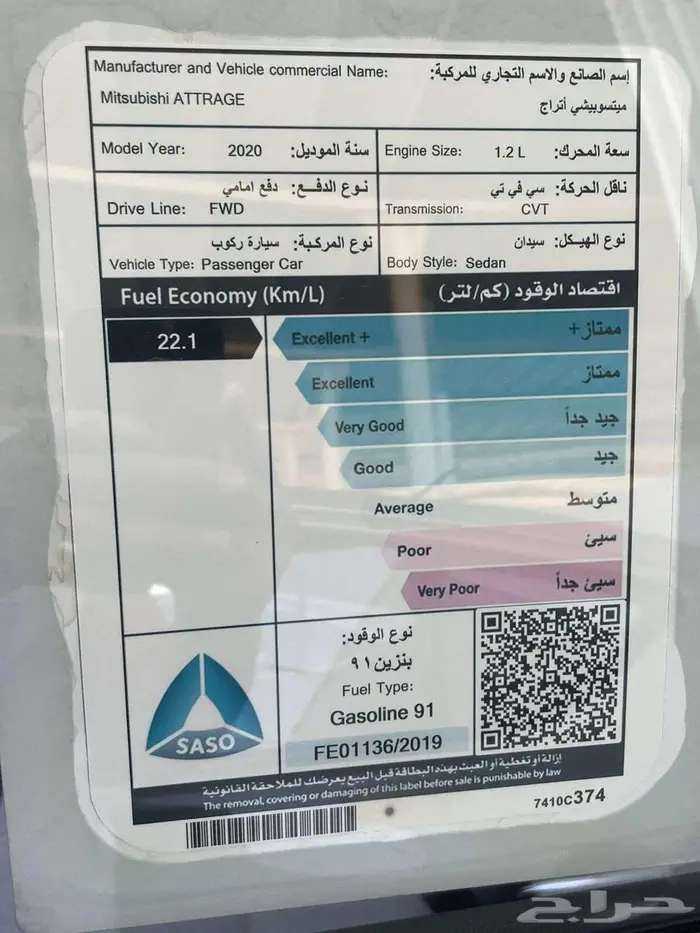 Manufacturer and Vehicle commercial Name: إسم الصانع والاسم التجاري للمركبة:
Mitsubishi ATTRAGE ميتسوبيشي أتراج
Model Year: 2020 سنة الموديل: Engine Size: 1.2 L سعة المحرك:
نوع الدفع: دفع امامي ناقل الحركة: سي في تي
Drive Line: FWD Transmission: CVT
نوع المركبة: سيارة ركوب نوع الهيكل: سيدان
Vehicle Type: Passenger Car Body Style: Sedan
Fuel Economy (Km/L) اقتصاد الوقود (كم/لتر)
22.1 Excellent + ممتاز+
Excellent ممتاز
Very Good جيد جداً
Good جيد
Average متوسط
Poor سيئ
Very Poor سيئ جداً
نوع الوقود:
بنزين ٩١
Fuel Type:
Gasoline 91
SASO
FE01136/2019
إزالة أو تغطية أو العبث بهذه البطاقة قبل البيع يعرضك للملاحقة القانونية
The removal, covering or damaging of this label before sale is punishable by law
7410C374
حراج